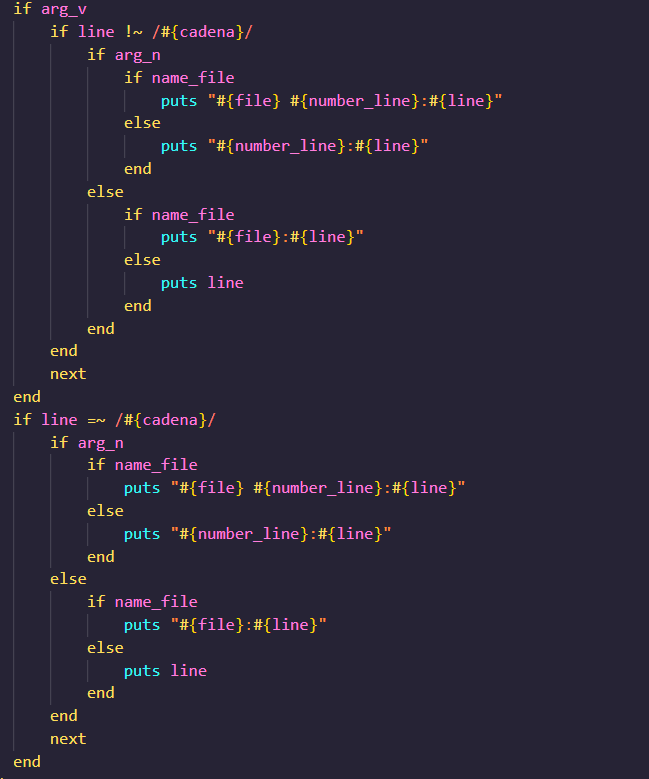 if arg_v
    if line !~ /#{cadena}/
        if arg_n
            if name_file
                puts "#{file} #{number_line}:#{line}"
            else
                puts "#{number_line}:#{line}"
            end
        else
            if name_file
                puts "#{file}:#{line}"
            else
                puts line
            end
        end
    end
    next
end
if line =~ /#{cadena}/
    if arg_n
        if name_file
            puts "#{file} #{number_line}:#{line}"
        else
            puts "#{number_line}:#{line}"
        end
    else
        if name_file
            puts "#{file}:#{line}"
        else
            puts line
        end
    end
    next
end